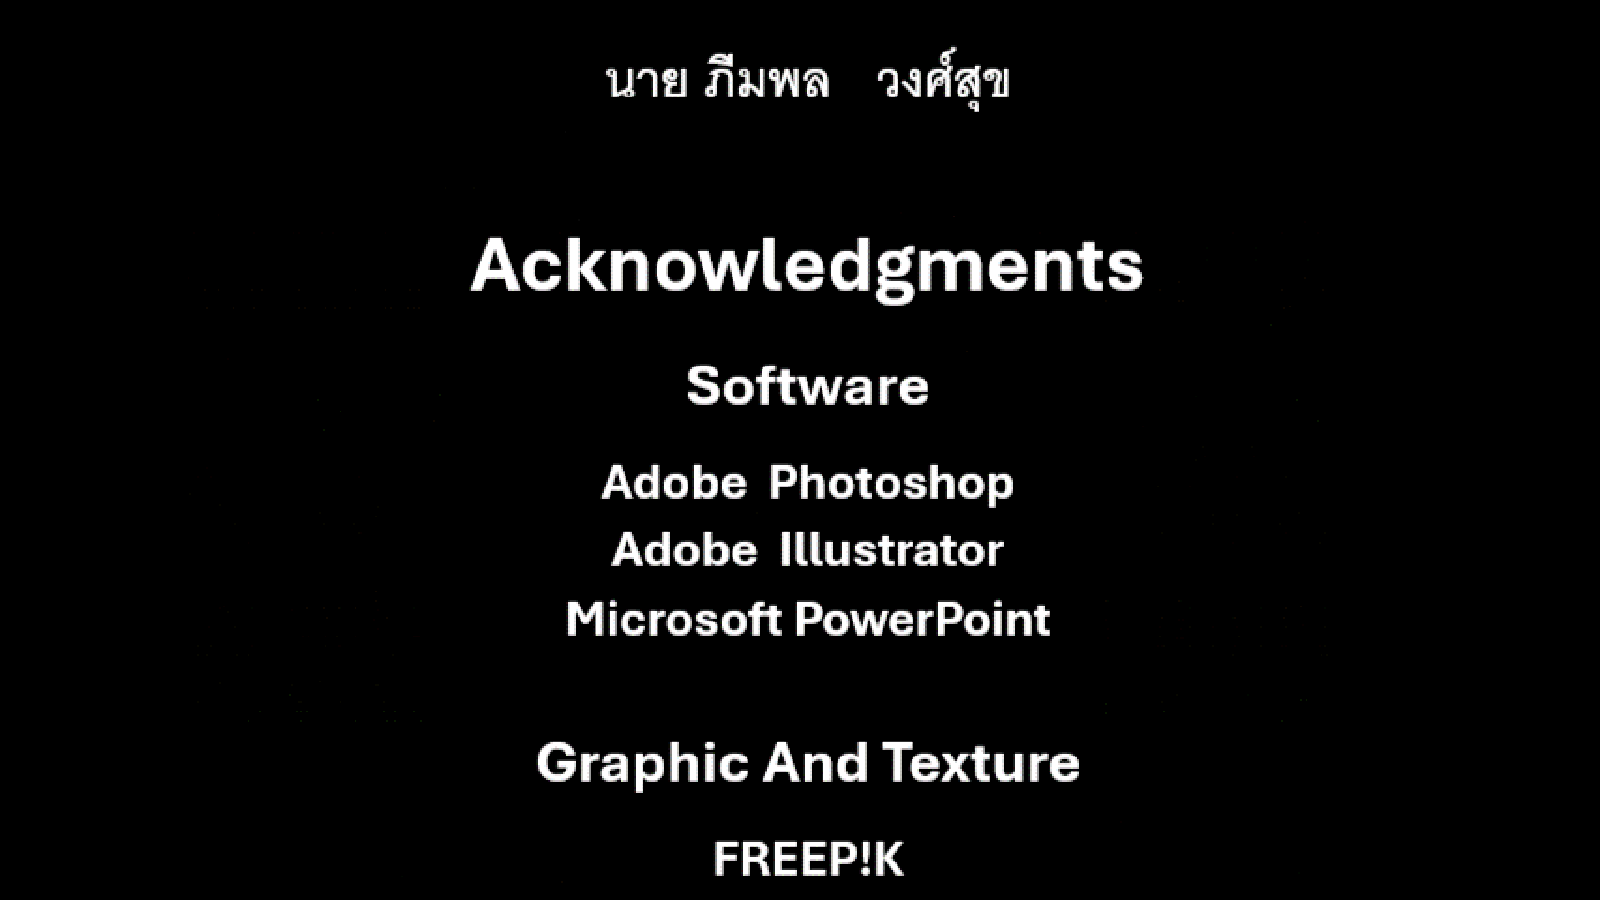 นาย ภีมพล วงศ์สุข
Acknowledgments
Software
Adobe Photoshop
Adobe Illustrator
Microsoft PowerPoint
Graphic And Texture
FREEP!K